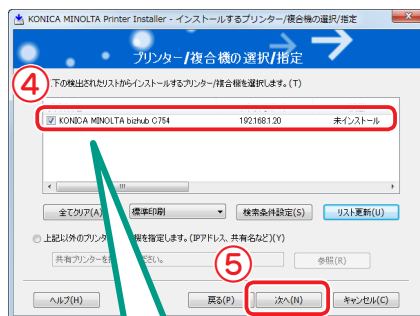 KONICA MINOLTA Printer Installer - インストールするプリンター/複合機の選択/指定
プリンター/複合機の選択/指定
④
下の検出されたリストからインストールするプリンター/複合機を選択します。(T)
KONICA MINOLTA bizhub C754 192.168.1.20 未インストール
全てクリア(A) 標準印刷 検索条件設定(S) リスト更新(U)
上記以外のプリンタ 機を指定します。(IPアドレス、共有名など)(Y)
共有プリンターを ださい。 参照(R)
⑤
ヘルプ(H) 戻る(P) 次へ(N) キャンセル(C)